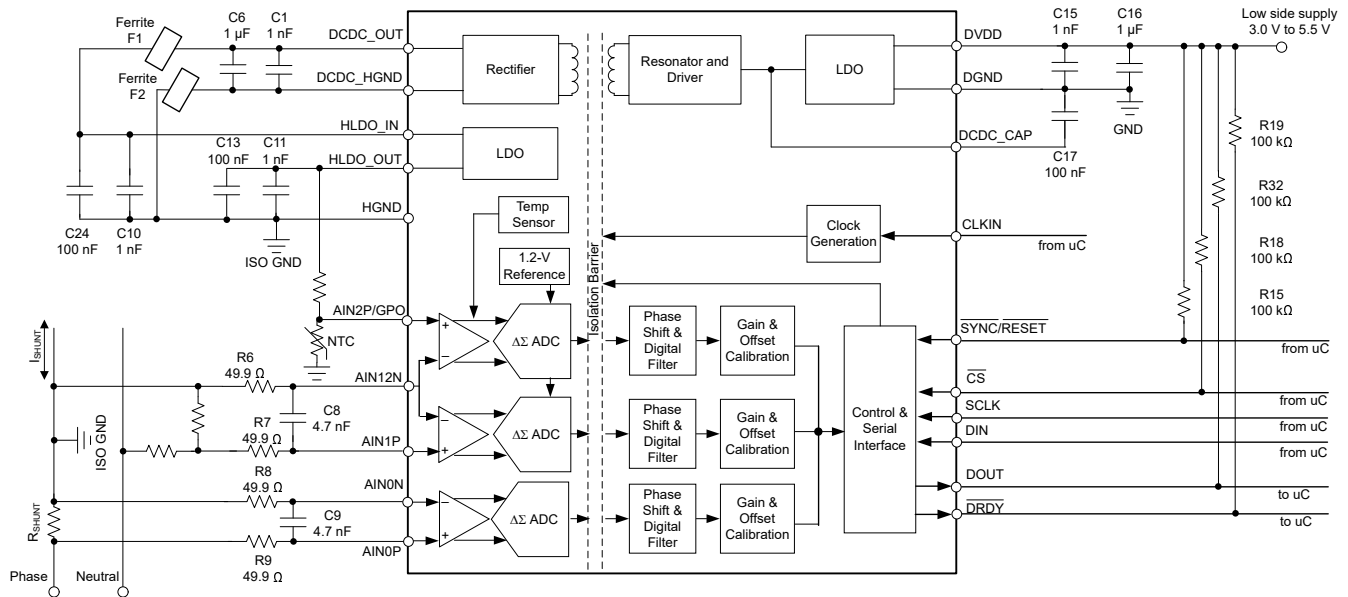 Ferrite
F1
C6
1 µF
C1
1 nF
DCDC_OUT
Ferrite
F2
DCDC_HGND
Rectifier
Resonator and
Driver
LDO
DVDD
DGND
DCDC_CAP
C15
1 nF
C16
1 µF
Low side supply
3.0 V to 5.5 V
GND
C17
100 nF
R19
100 kΩ
R32
100 kΩ
R18
100 kΩ
R15
100 kΩ
HLDO_IN
C13
100 nF
C11
1 nF
HLDO_OUT
LDO
HGND
C24
100 nF
C10
1 nF
ISO GND
Temp
Sensor
1.2-V
Reference
Isolation Barrier
Clock
Generation
CLKIN
from uC
AIN2P/GPO
NTC
+
−
ΔΣ ADC
Phase
Shift &
Digital
Filter
Gain &
Offset
Calibration
ISHUNT
R6
49.9 Ω
AIN12N
C8
4.7 nF
R7
49.9 Ω
AIN1P
ISO GND
−
+
ΔΣ ADC
Phase
Shift &
Digital
Filter
Gain &
Offset
Calibration
Control &
Serial
Interface
SYNC/RESET
from uC
CS
from uC
SCLK
from uC
DIN
from uC
DOUT
to uC
DRDY
to uC
R8
49.9 Ω
AIN0N
C9
4.7 nF
−
+
ΔΣ ADC
Phase
Shift &
Digital
Filter
Gain &
Offset
Calibration
RSHUNT
AIN0P
R9
49.9 Ω
Phase
Neutral